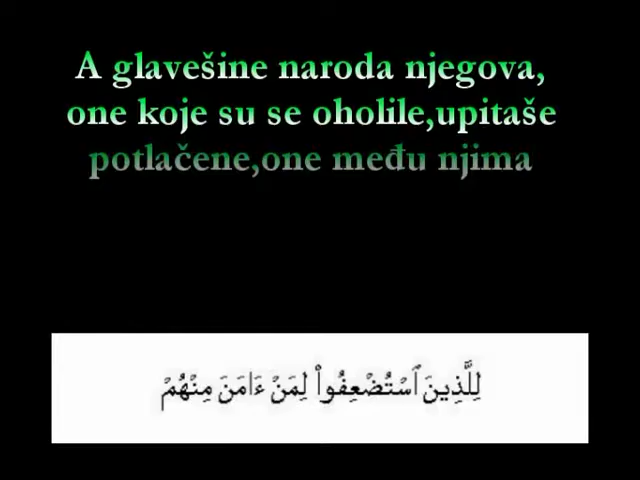 A glavešine naroda njegova,
one koje su se oholile,upitaše
potlačene,one među njima
لِلَّذِينَ ٱسْتُضْعِفُوا۟ لِمَنْ ءَامَنَ مِنْهُمْ